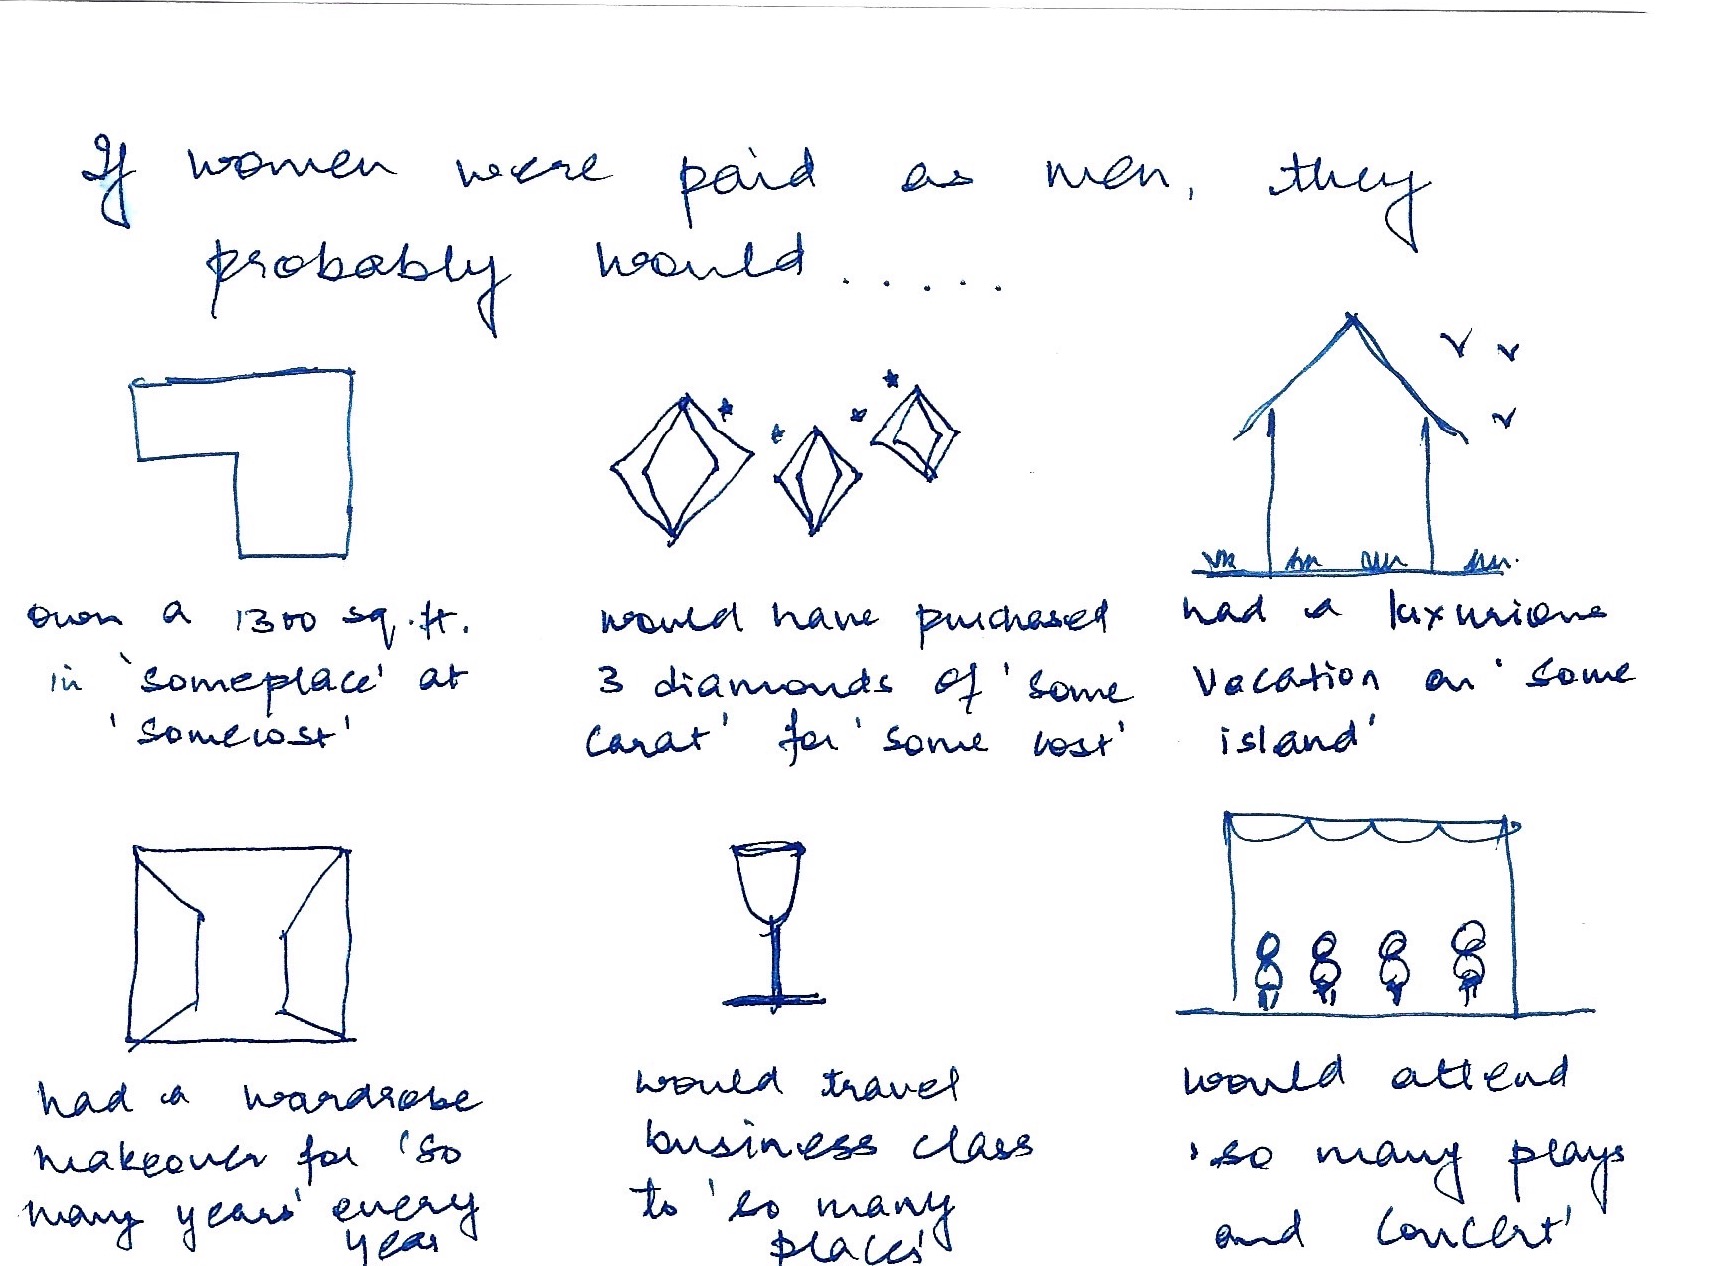 If women were paid as men, they
probably would.....
own a 1300 sq.ft.
in 'someplace' at
'somecost'
would have purchased
3 diamonds of 'some
carat' for 'some cost'
had a luxurious
vacation on 'some
island'
had a wardrobe
makeover for 'so
many years' every
year
would travel
business class
to 'so many
places'
would attend
'so many plays
and concert'